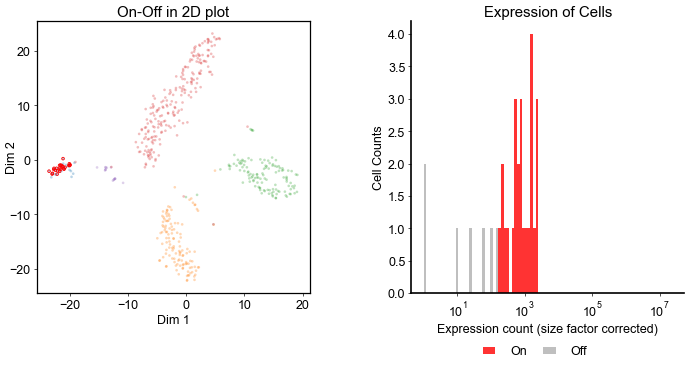 On-Off in 2D plot
Dim 2
20
10
0
−10
−20
−20 −10 0 10 20
Dim 1
Expression of Cells
Cell Counts
4.0
3.5
3.0
2.5
2.0
1.5
1.0
0.5
0.0
10^1 10^3 10^5 10^7
Expression count (size factor corrected)
On Off